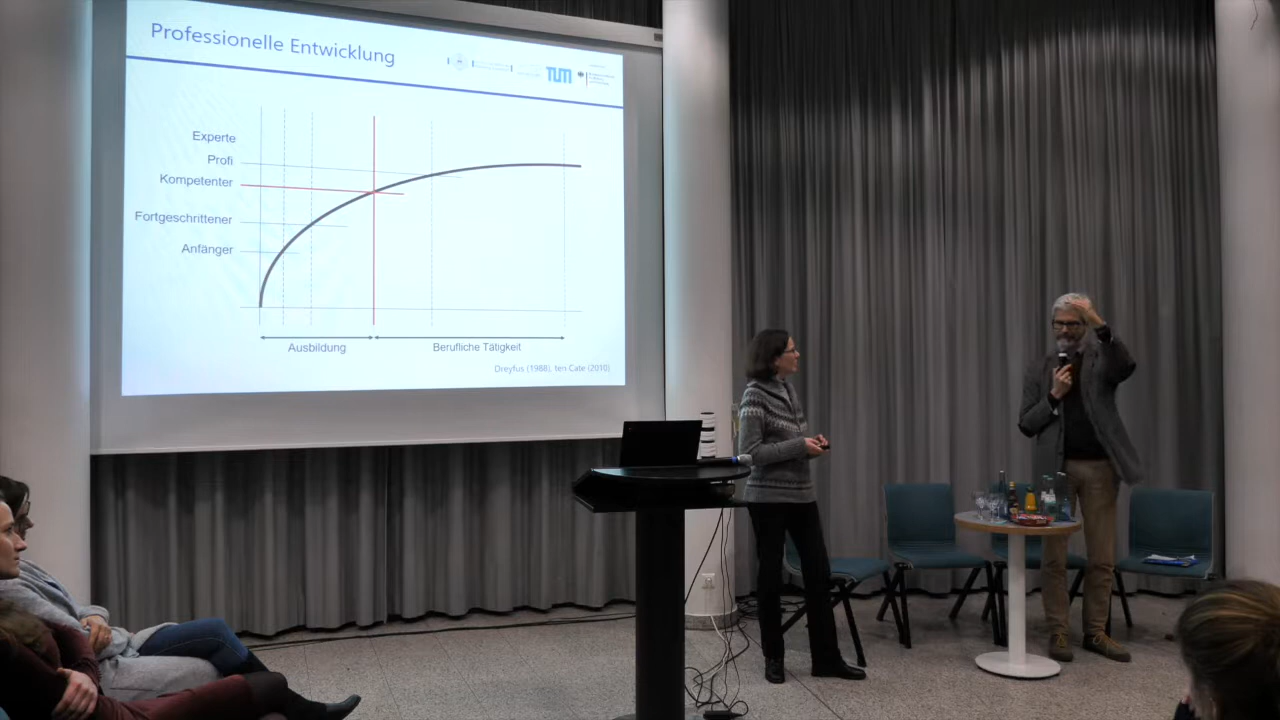 Professionelle Entwicklung
TUM
Experte
Profi
Kompetenter
Fortgeschrittener
Anfänger
Ausbildung
Berufliche Tätigkeit
Dreyfus (1988), ten Cate (2010)